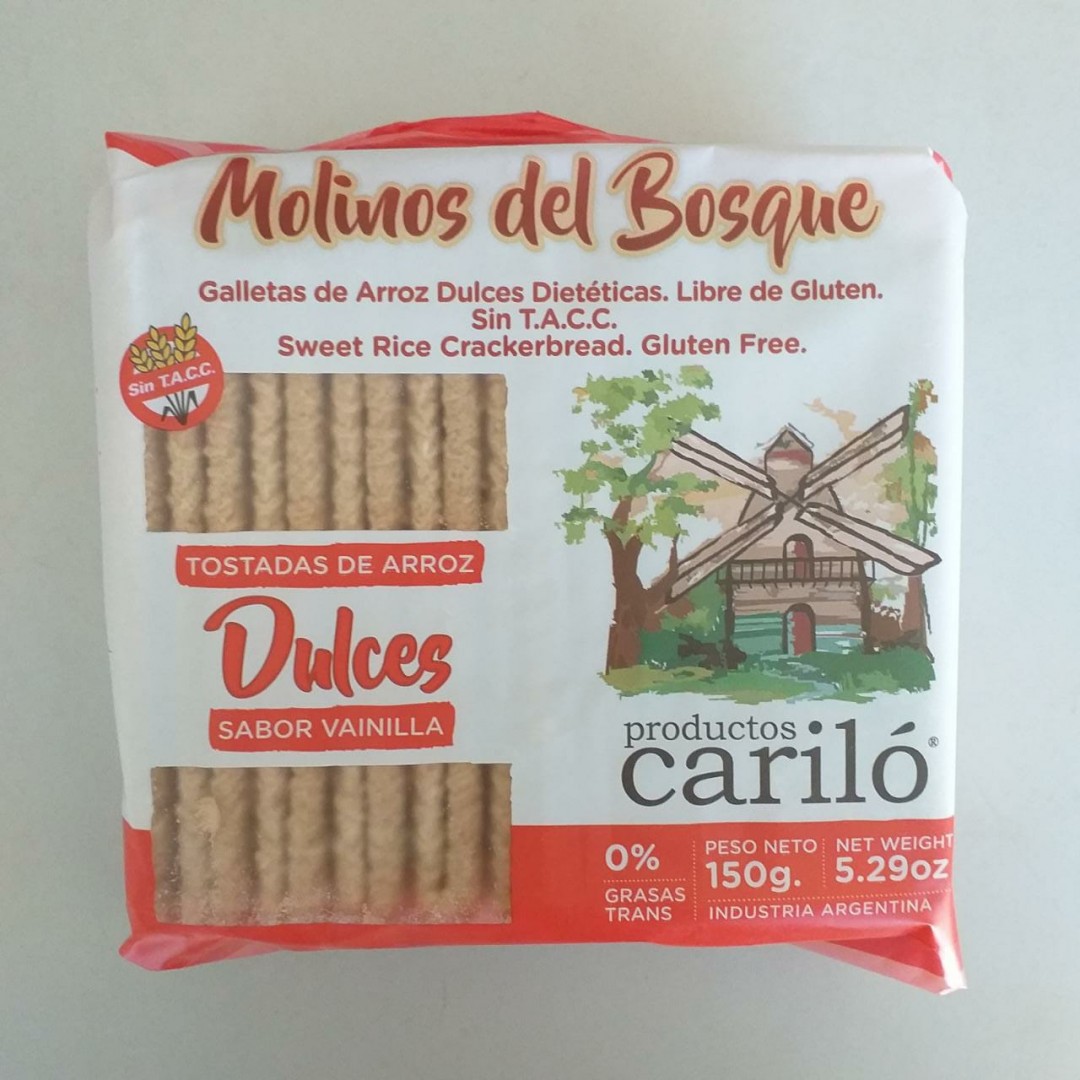 Molinos del Bosque
Galletas de Arroz Dulces Dietéticas. Libre de Gluten.
Sin T.A.C.C.
Sweet Rice Crackerbread. Gluten Free.
Sin T.A.C.C.
TOSTADAS DE ARROZ
Dulces
SABOR VAINILLA
productos
cariló®
0%
GRASAS
TRANS
PESO NETO
150g.
NET WEIGHT
5.29oz
INDUSTRIA ARGENTINA